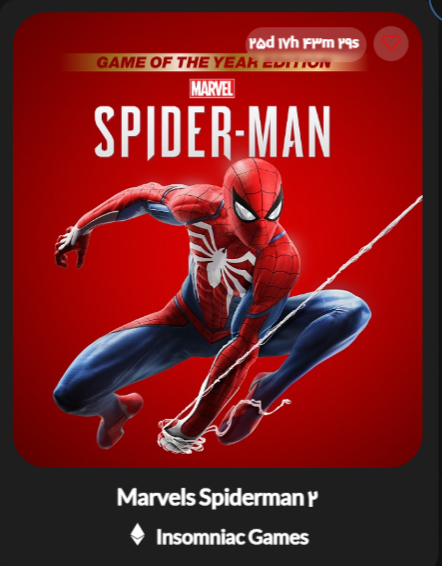 ۲۵d ۱۷h ۴۳m ۲۹s
GAME OF THE YEAR EDITION
MARVEL
SPIDER-MAN
Marvels Spiderman ۲
Insomniac Games